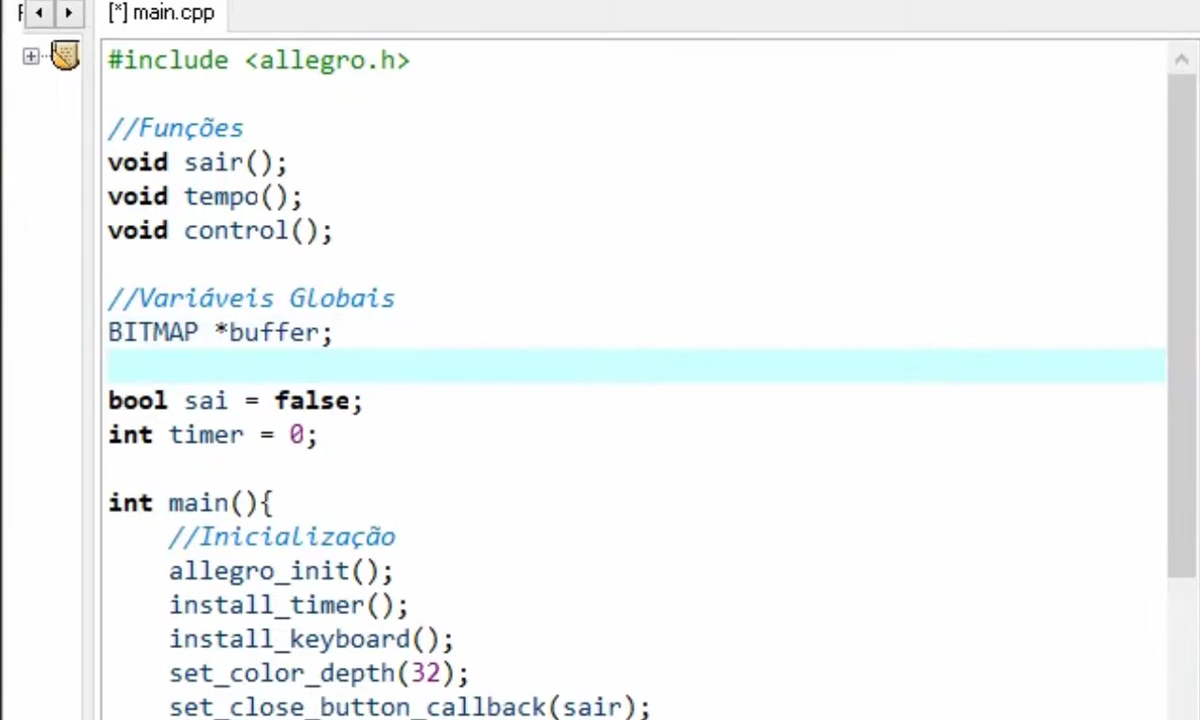 [*] main.cpp
#include <allegro.h>
//Funções
void sair();
void tempo();
void control();
//Variáveis Globais
BITMAP *buffer;
bool sai = false;
int timer = 0;
int main(){
//Inicialização
allegro_init();
install_timer();
install_keyboard();
set_color_depth(32);
set_close_button_callback(sair);